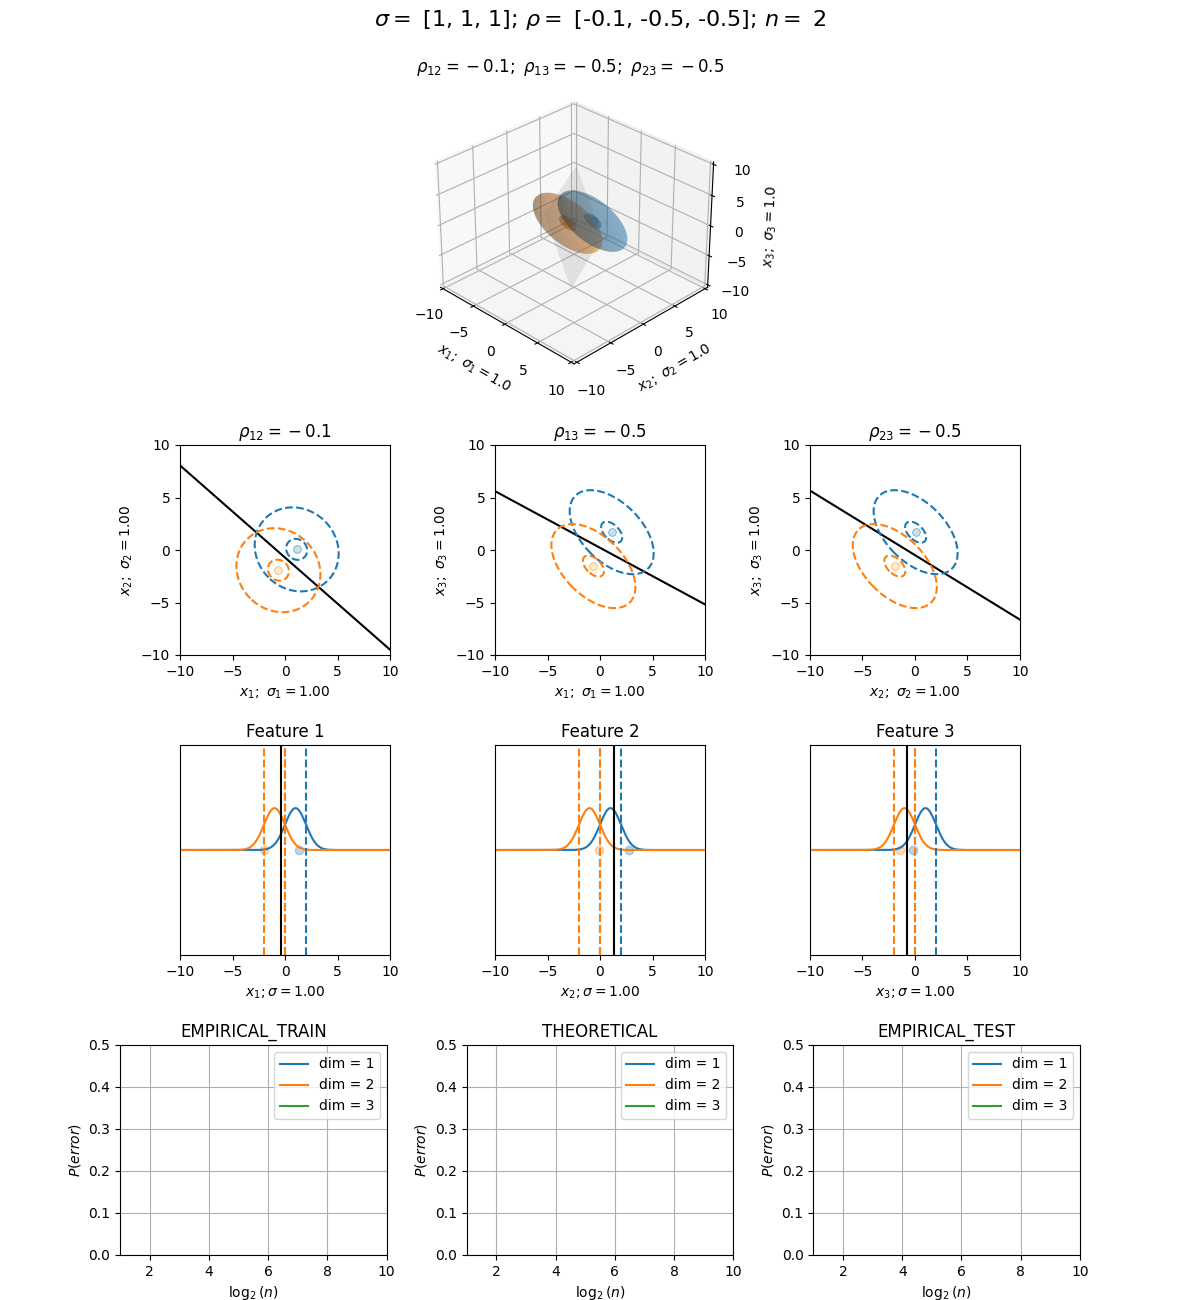 σ = [1, 1, 1]; ρ = [-0.1, -0.5, -0.5]; n = 2
ρ₁₂ = −0.1; ρ₁₃ = −0.5; ρ₂₃ = −0.5
10
5
0
−5
−10
x₃; σ₃ = 1.0
−10
−5
0
5
10
x₁; σ₁ = 1.0
−10
−5
0
5
10
x₂; σ₂ = 1.0
ρ₁₂ = −0.1
10
5
0
−5
−10
x₂; σ₂ = 1.00
−10 −5 0 5 10
x₁; σ₁ = 1.00
ρ₁₃ = −0.5
10
5
0
−5
−10
x₃; σ₃ = 1.00
−10 −5 0 5 10
x₁; σ₁ = 1.00
ρ₂₃ = −0.5
10
5
0
−5
−10
x₃; σ₃ = 1.00
−10 −5 0 5 10
x₂; σ₂ = 1.00
Feature 1
−10 −5 0 5 10
x₁; σ = 1.00
Feature 2
−10 −5 0 5 10
x₂; σ = 1.00
Feature 3
−10 −5 0 5 10
x₃; σ = 1.00
EMPIRICAL_TRAIN
0.5
0.4
0.3
0.2
0.1
0.0
P(error)
dim = 1
dim = 2
dim = 3
2 4 6 8 10
log₂(n)
THEORETICAL
0.5
0.4
0.3
0.2
0.1
0.0
P(error)
dim = 1
dim = 2
dim = 3
2 4 6 8 10
log₂(n)
EMPIRICAL_TEST
0.5
0.4
0.3
0.2
0.1
0.0
P(error)
dim = 1
dim = 2
dim = 3
2 4 6 8 10
log₂(n)